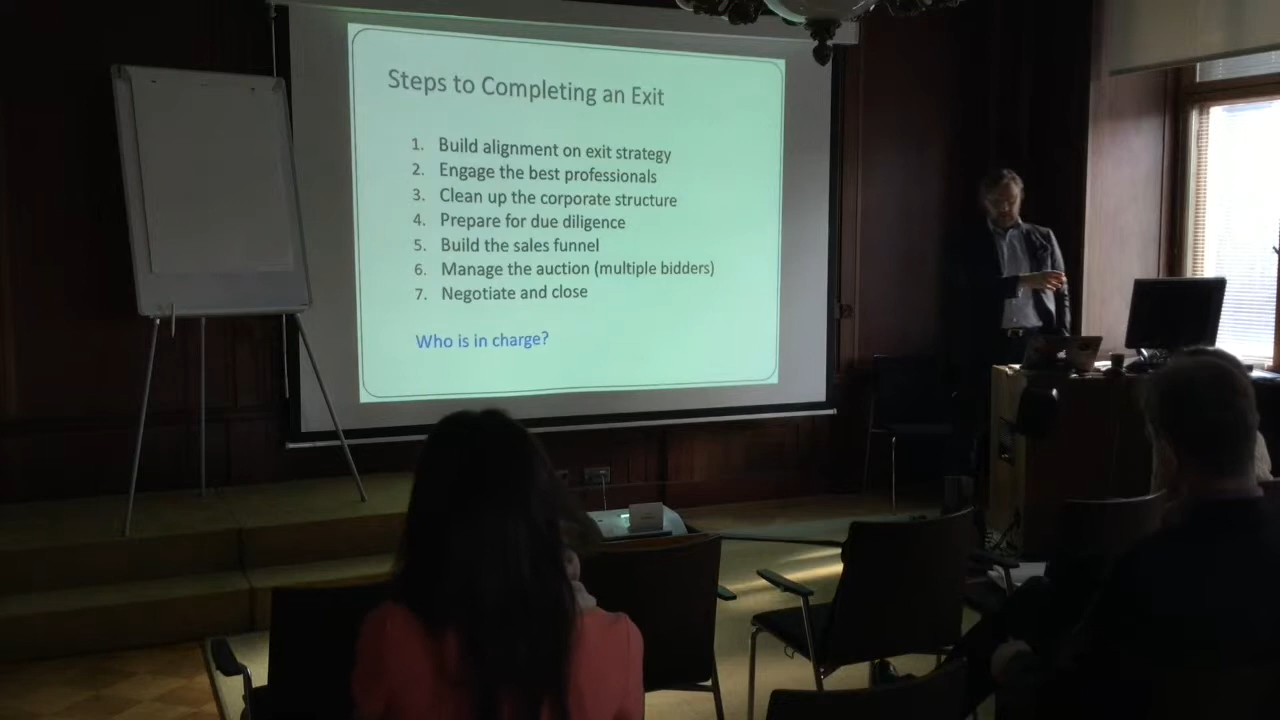 Steps to Completing an Exit
1. Build alignment on exit strategy
2. Engage the best professionals
3. Clean up the corporate structure
4. Prepare for due diligence
5. Build the sales funnel
6. Manage the auction (multiple bidders)
7. Negotiate and close
Who is in charge?